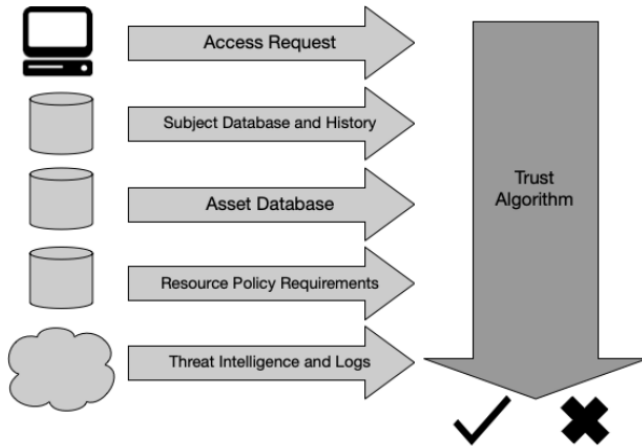 Access Request
Subject Database and History
Asset Database
Resource Policy Requirements
Threat Intelligence and Logs
Trust
Algorithm